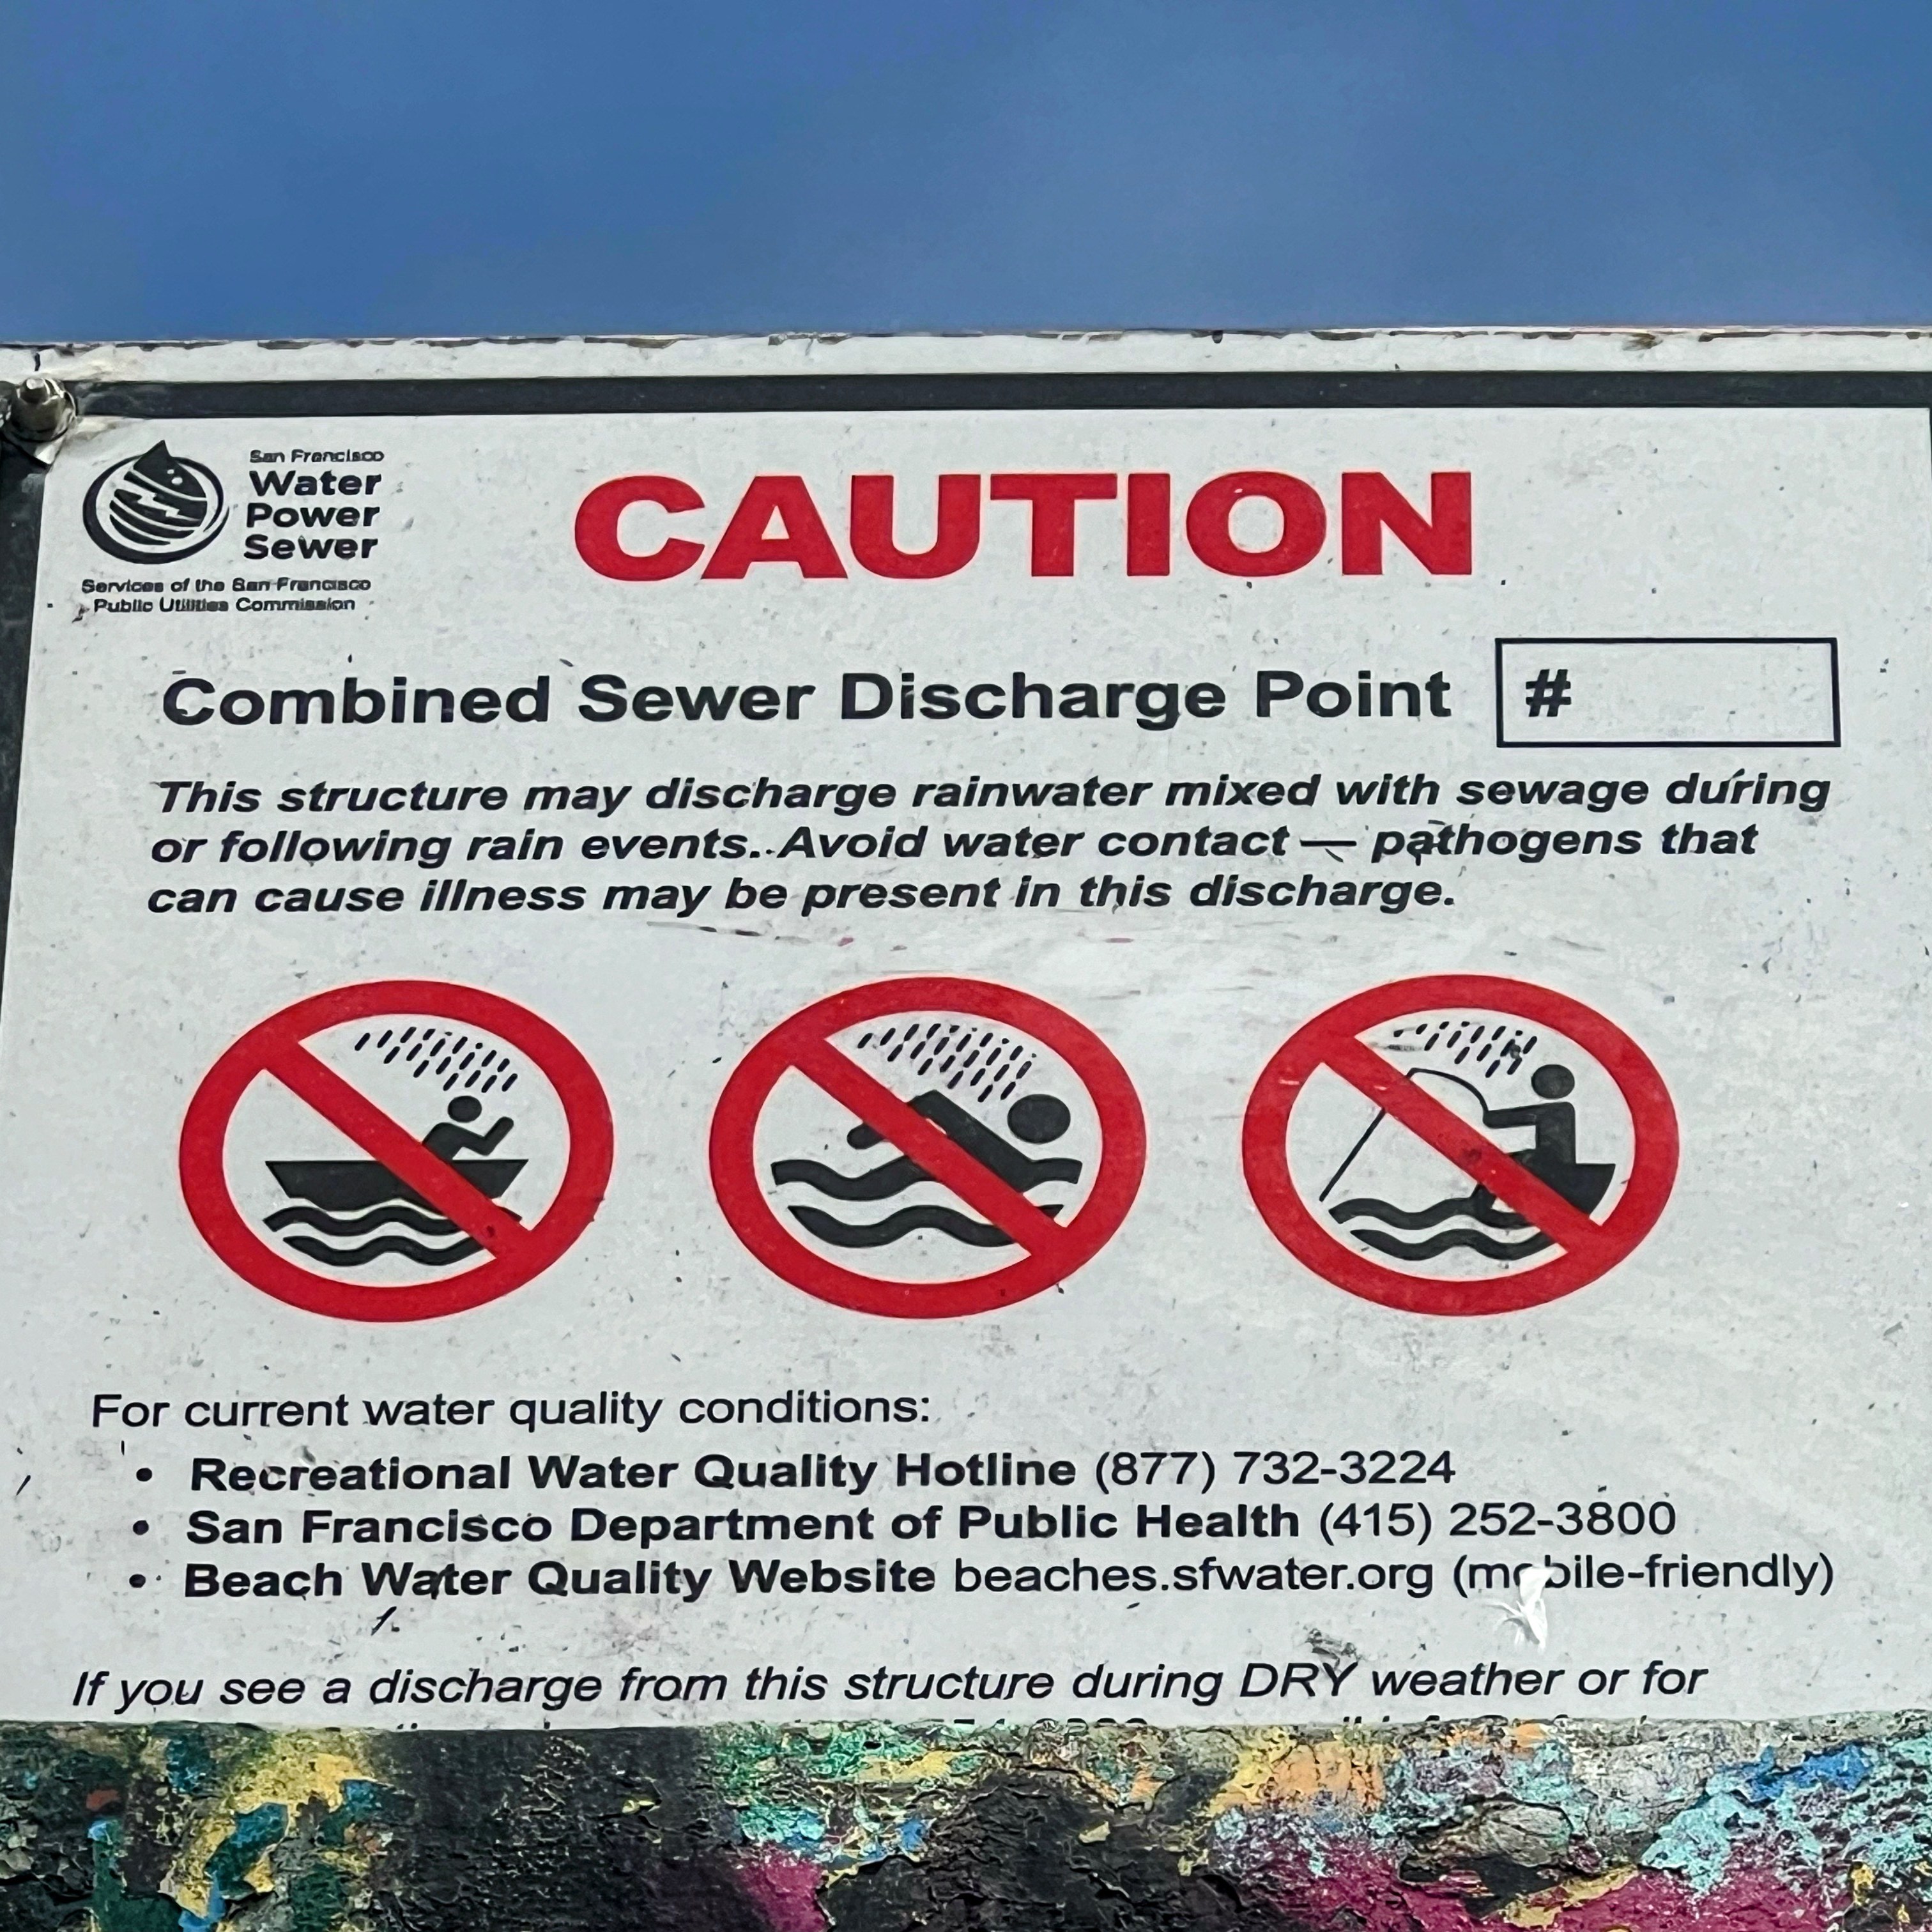 San Francisco
Water
Power
Sewer
Services of the San Francisco
Public Utilities Commission
CAUTION
Combined Sewer Discharge Point #
This structure may discharge rainwater mixed with sewage during
or following rain events. Avoid water contact — pathogens that
can cause illness may be present in this discharge.
For current water quality conditions:
• Recreational Water Quality Hotline (877) 732-3224
• San Francisco Department of Public Health (415) 252-3800
• Beach Water Quality Website beaches.sfwater.org (mobile-friendly)
If you see a discharge from this structure during DRY weather or for